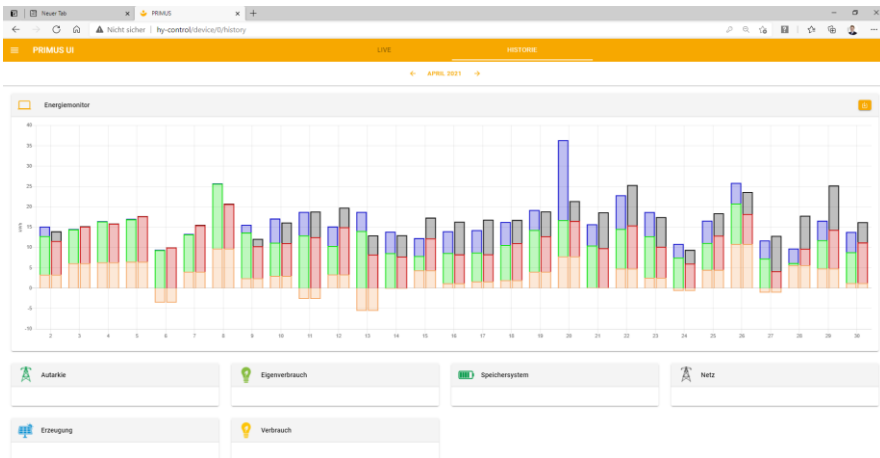 Neuer Tab
PRIMUS
Nicht sicher | hy-control/device/0/history
PRIMUS UI
LIVE
HISTORIE
← APRIL 2021 →
Energiemonitor
40
35
30
25
20
15
10
5
0
-5
-10
kWh
2 3 4 5 6 7 8 9 10 11 12 13 14 15 16 17 18 19 20 21 22 23 24 25 26 27 28 29 30
Autarkie
Eigenverbrauch
Speichersystem
Netz
Erzeugung
Verbrauch